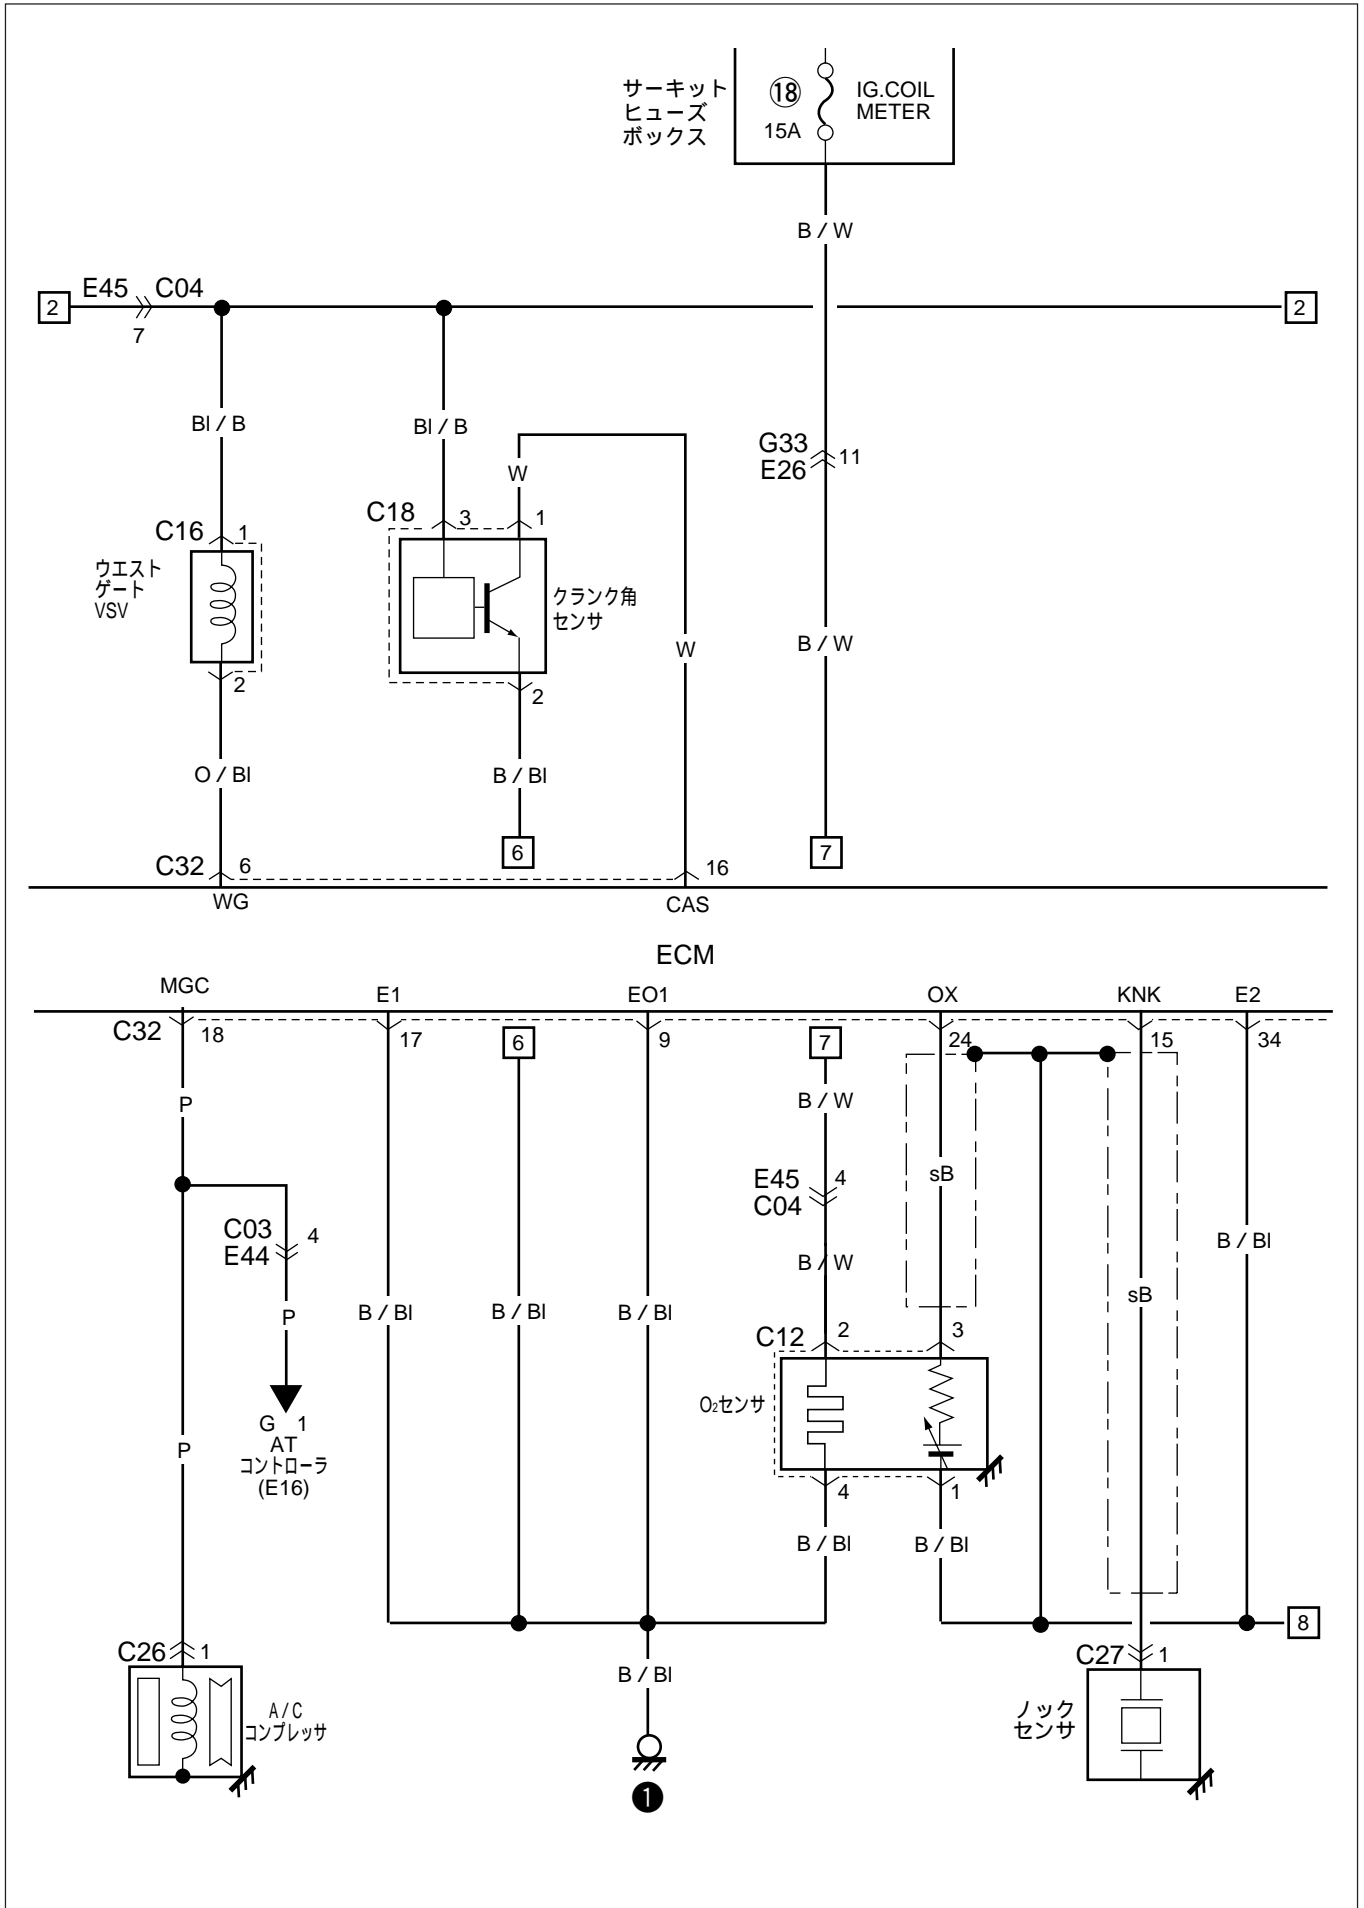 サーキット
ヒューズ
ボックス
⑱
15A
IG.COIL
METER
B / W
2
E45
C04
7
2
Bl / B
Bl / B
W
G33
E26
11
C16
1
C18
3
1
ウエスト
ゲート
VSV
クランク角
センサ
W
B / W
2
2
O / Bl
B / Bl
6
7
C32
6
16
WG
CAS
ECM
MGC
E1
EO1
OX
KNK
E2
C32
18
17
6
9
7
24
15
34
P
B / W
E45
C04
4
sB
C03
E44
4
B / Bl
B / W
sB
P
B / Bl
B / Bl
B / Bl
C12
2
3
O₂センサ
G 1
AT
コントローラ
(E16)
P
4
1
B / Bl
B / Bl
8
C26
1
B / Bl
C27
1
A/C
コンプレッサ
ノック
センサ
❶